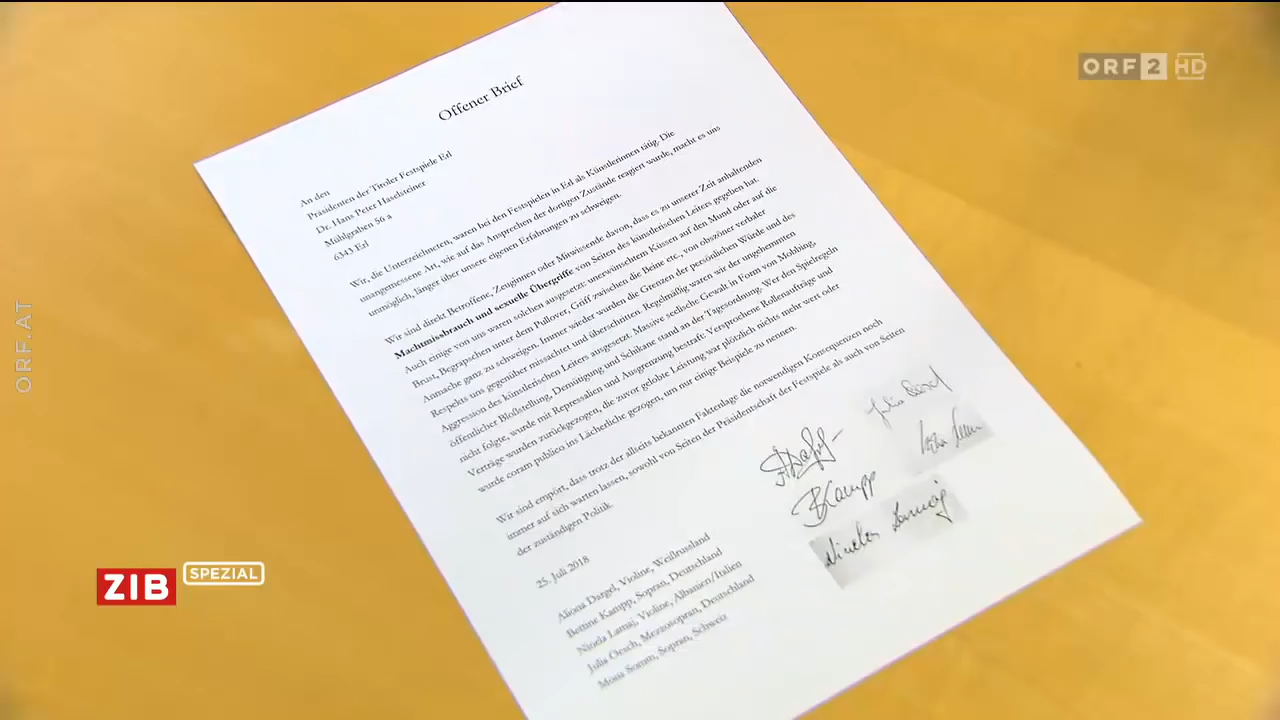 ORF 2 HD
ORF.AT
Offener Brief
An den
Präsidenten der Tiroler Festspiele Erl
Dr. Hans Peter Haselsteiner
Mühlgraben 56 a
6343 Erl
Wir, die Unterzeichneten, waren bei den Festspielen in Erl als Künstlerinnen tätig. Die
unangemessene Art, wie auf das Ansprechen der dortigen Zustände reagiert wurde, macht es uns
unmöglich, länger über unsere eigenen Erfahrungen zu schweigen.
Wir sind direkt Betroffene, Zeuginnen oder Mitwissende davon, dass es zu unserer Zeit anhaltenden
Machtmissbrauch und sexuelle Übergriffe von Seiten des künstlerischen Leiters gegeben hat.
Auch einige von uns waren solchen ausgesetzt: unerwünschten Küssen auf den Mund oder auf die
Brust, Begrapschen unter dem Pullover, Griff zwischen die Beine etc, von obszöner verbaler
Anmache ganz zu schweigen. Immer wieder wurden die Grenzen der persönlichen Würde und des
Respekts uns gegenüber missachtet und überschritten. Regelmäßig waren wir der ungehemmten
Aggression des künstlerischen Leiters ausgesetzt. Massive seelische Gewalt in Form von Mobbing,
öffentlicher Bloßstellung, Demütigung und Schikane stand an der Tagesordnung. Wer den Spielregeln
nicht folgte, wurde mit Repressalien und Ausgrenzung bestraft: Versprochene Rollenaufträge und
Verträge wurden zurückgezogen, die zuvor gelobte Leistung war plötzlich nichts mehr wert oder
wurde coram publico ins Lächerliche gezogen, um nur einige Beispiele zu nennen.
Wir sind empört, dass trotz der allseits bekannten Faktenlage die notwendigen Konsequenzen noch
immer auf sich warten lassen, sowohl von Seiten der Präsidentschaft der Festspiele als auch von Seiten
der zuständigen Politik.
25. Juli 2018
Aliona Dargel, Violine, Weißrussland
Bettine Kampp, Sopran, Deutschland
Ninela Lamaj, Violine, Albanien/Italien
Julia Oesch, Mezzosopran, Deutschland
Mona Somm, Sopran, Schweiz
BKampp
Ninela Lamaj
ZIB SPEZIAL